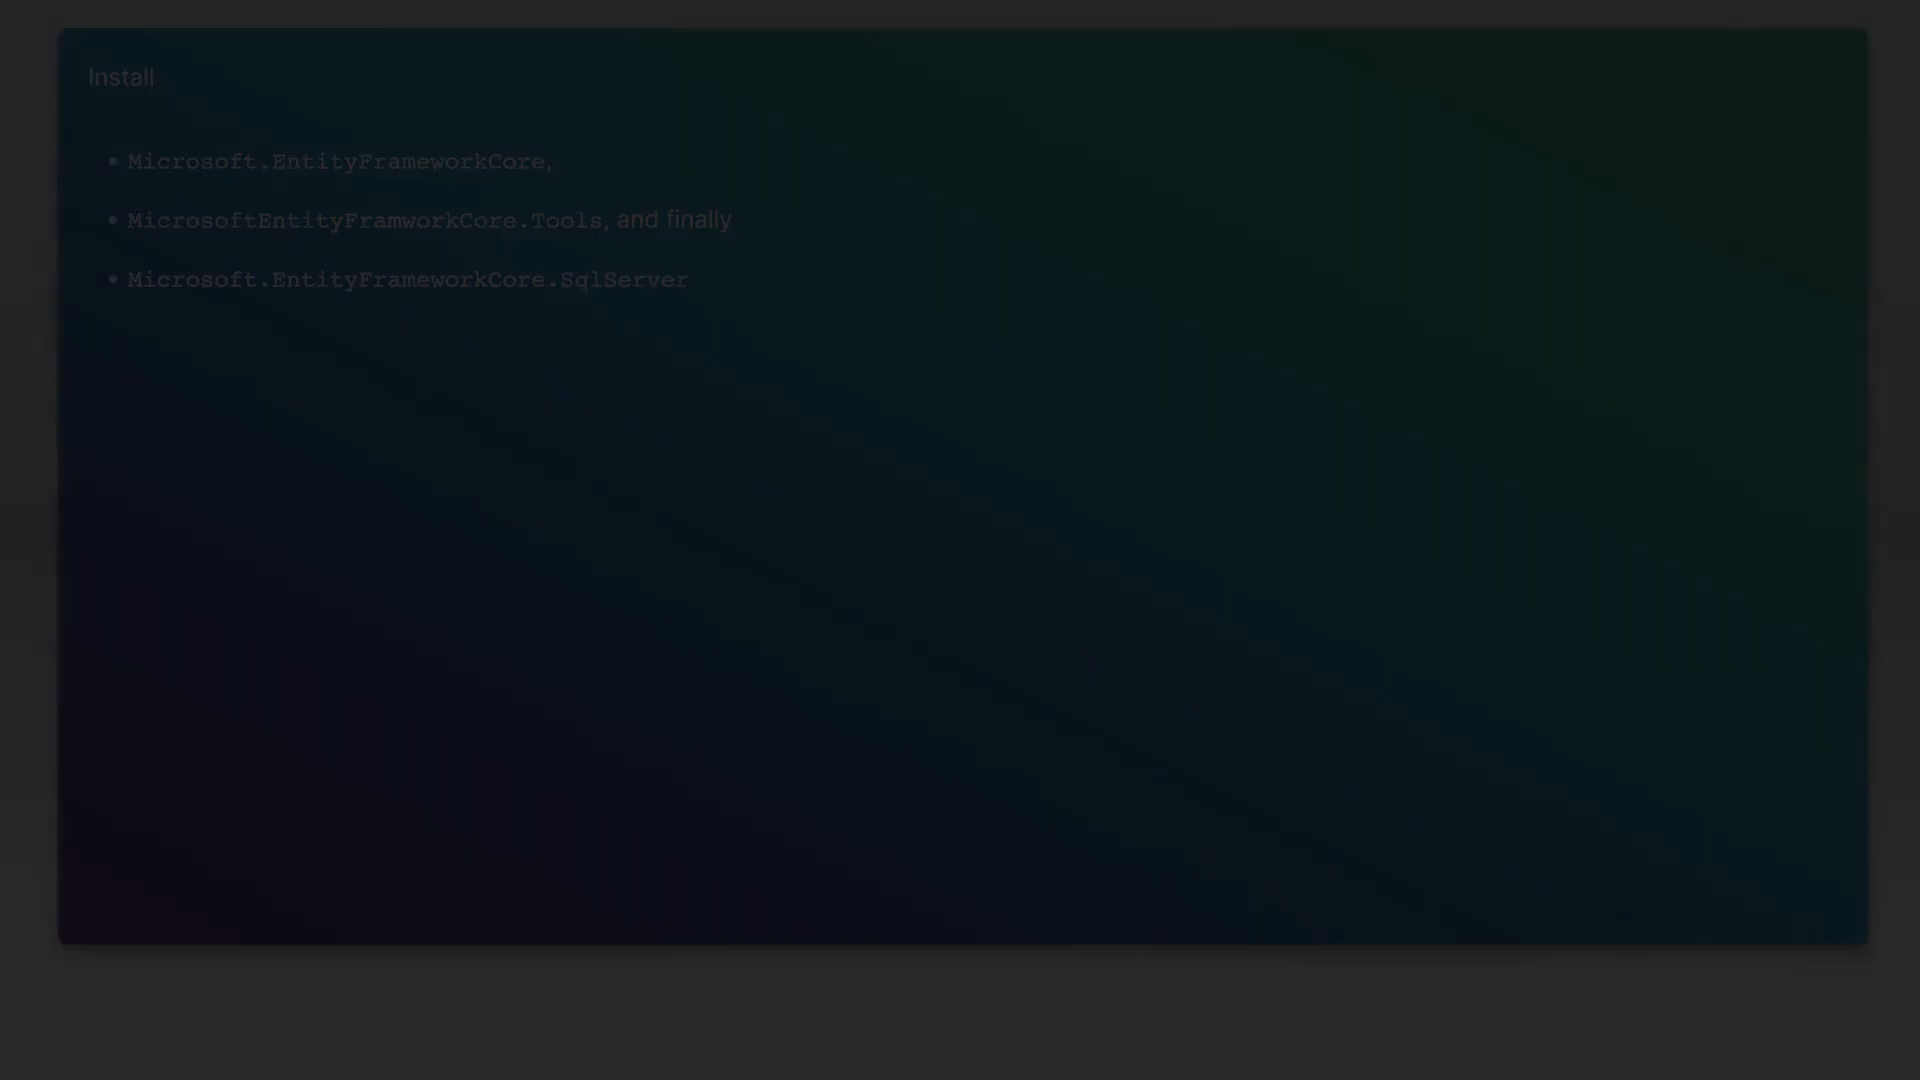 Install
• Microsoft.EntityFrameworkCore,
• MicrosoftEntityFramworkCore.Tools, and finally
• Microsoft.EntityFrameworkCore.SqlServer